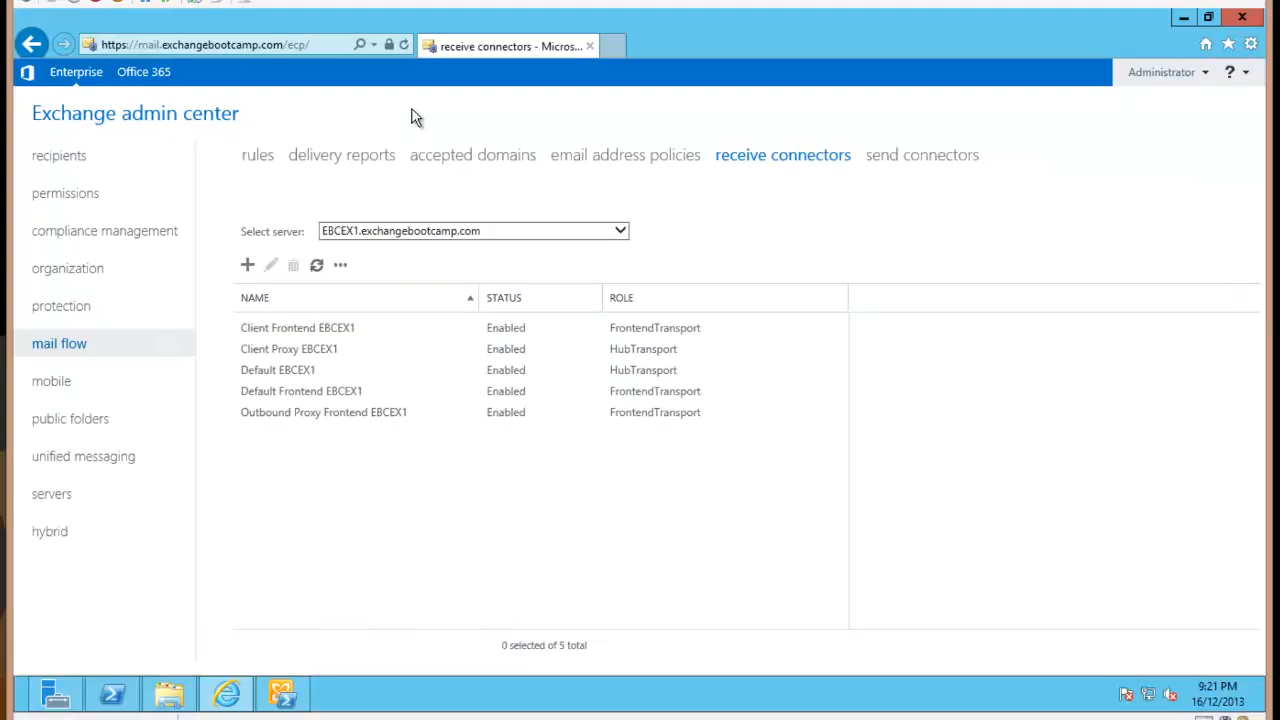 https://mail.exchangebootcamp.com/ecp/
receive connectors - Micros...
Enterprise Office 365
Administrator ?
Exchange admin center
recipients
permissions
compliance management
organization
protection
mail flow
mobile
public folders
unified messaging
servers
hybrid
rules delivery reports accepted domains email address policies receive connectors send connectors
Select server: EBCEX1.exchangebootcamp.com
NAME STATUS ROLE
Client Frontend EBCEX1 Enabled FrontendTransport
Client Proxy EBCEX1 Enabled HubTransport
Default EBCEX1 Enabled HubTransport
Default Frontend EBCEX1 Enabled FrontendTransport
Outbound Proxy Frontend EBCEX1 Enabled FrontendTransport
0 selected of 5 total
9:21 PM
16/12/2013